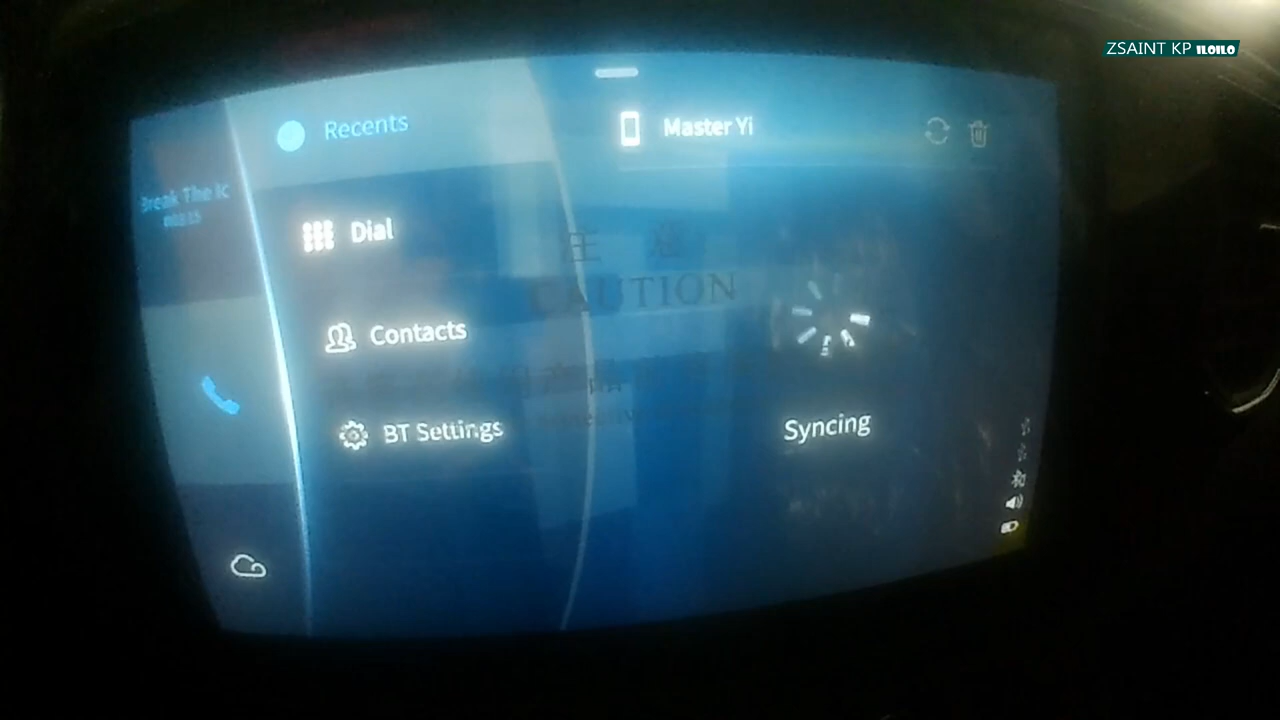 ZSAINT KP ILOILO
Recents
Master Yi
Break The Ic
Dial
CAUTION
Contacts
BT Settings
Syncing